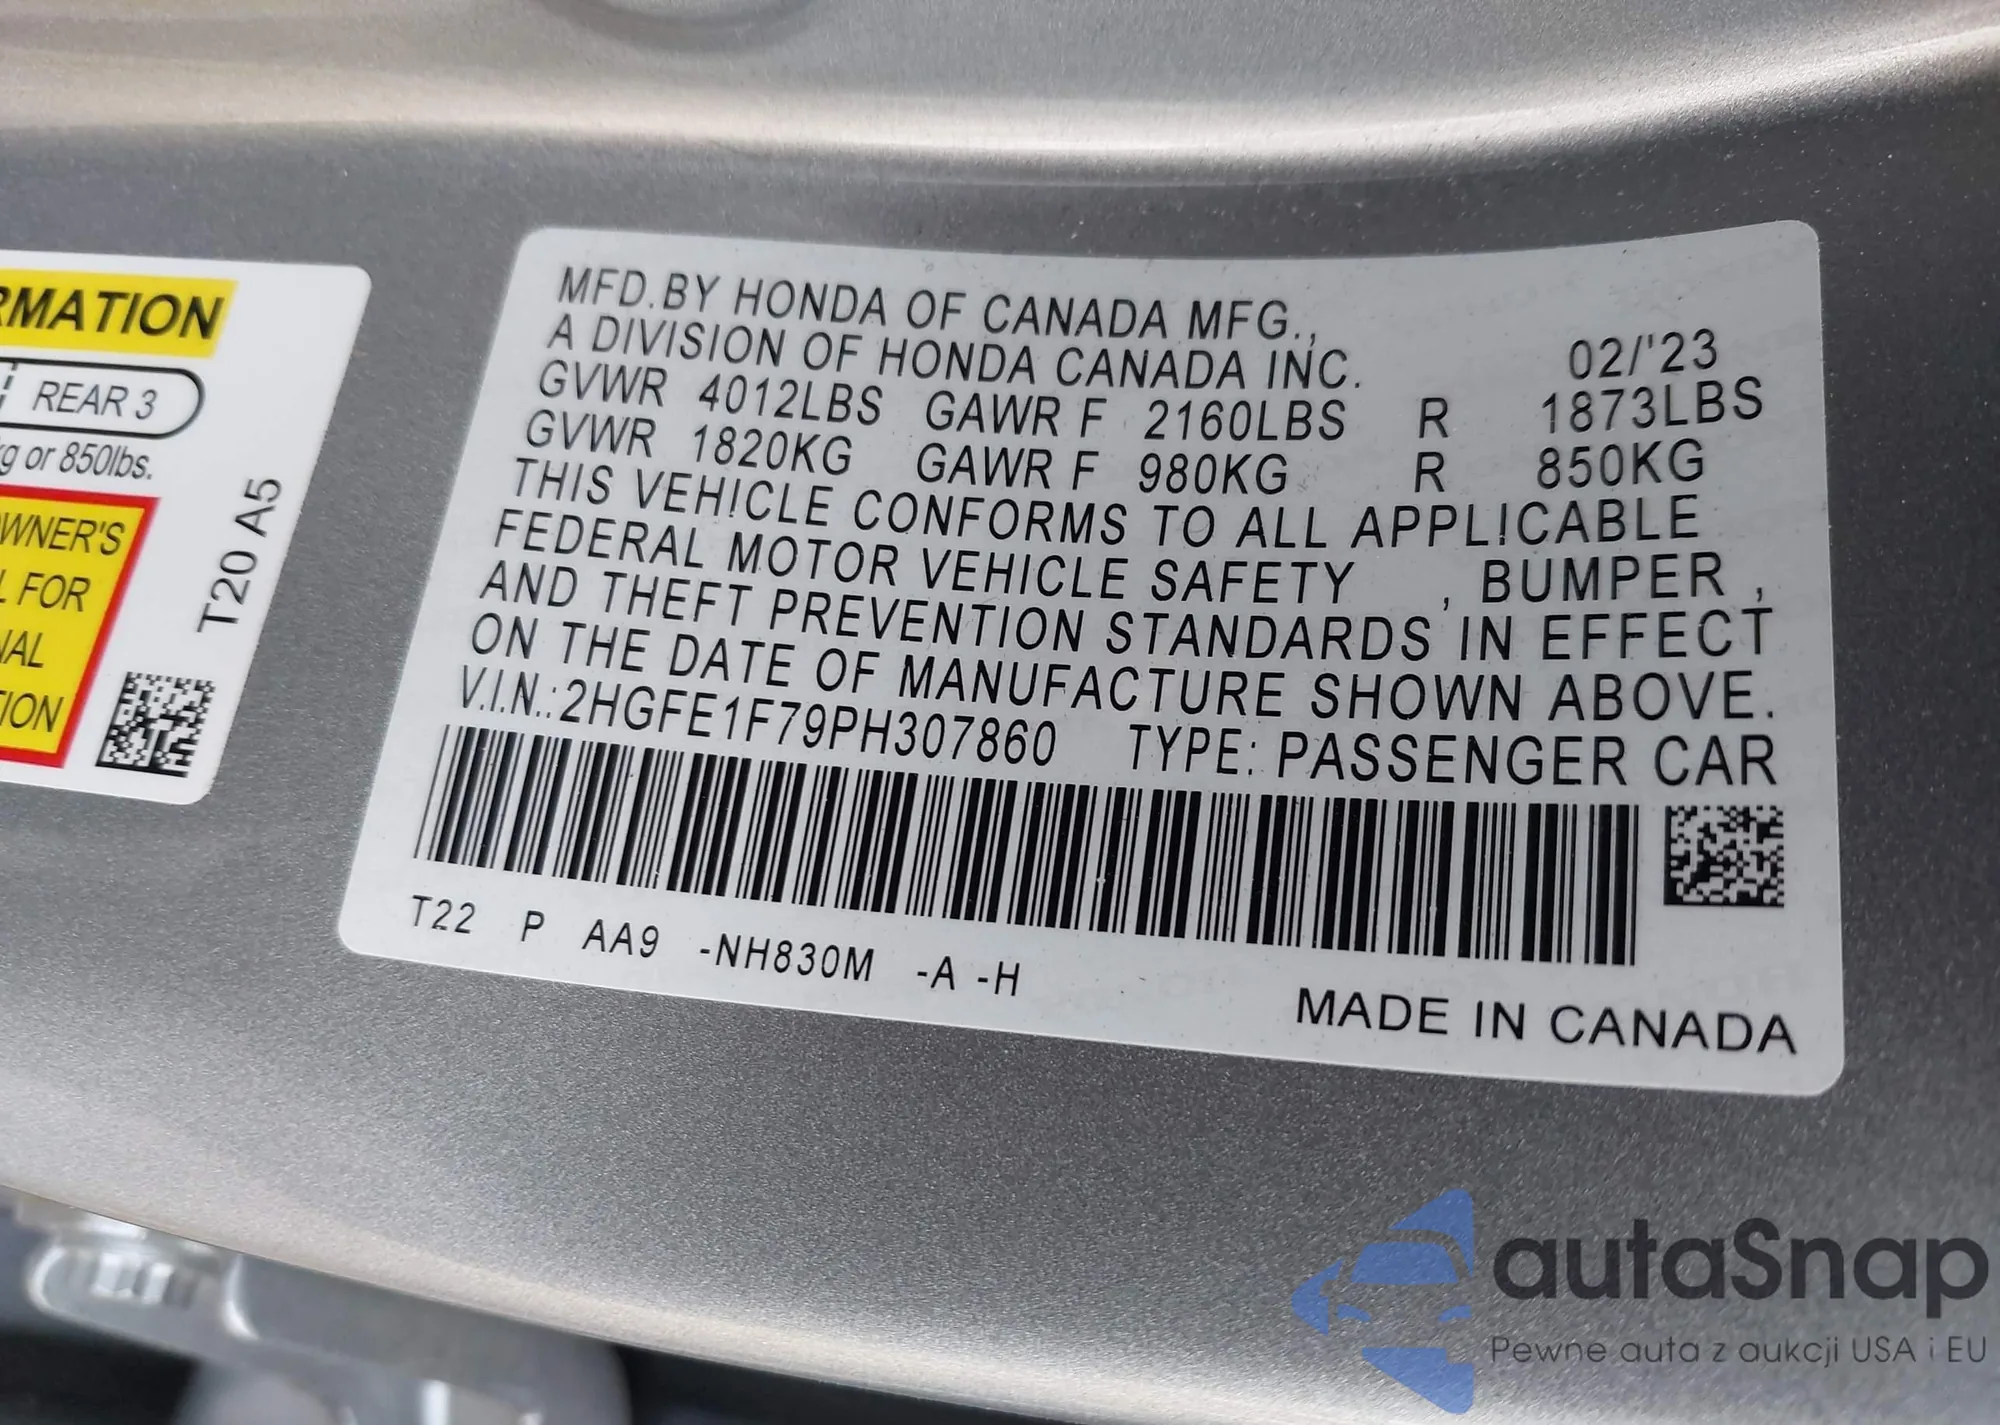 RMATION
REAR 3
kg or 850lbs.
OWNER'S
L FOR
NAL
TION
T20 A5
MFD.BY HONDA OF CANADA MFG.,
A DIVISION OF HONDA CANADA INC. 02/'23
GVWR 4012LBS GAWR F 2160LBS R 1873LBS
GVWR 1820KG GAWR F 980KG R 850KG
THIS VEHICLE CONFORMS TO ALL APPLICABLE
FEDERAL MOTOR VEHICLE SAFETY , BUMPER ,
AND THEFT PREVENTION STANDARDS IN EFFECT
ON THE DATE OF MANUFACTURE SHOWN ABOVE.
V.I.N.: 2HGFE1F79PH307860 TYPE: PASSENGER CAR
T22 P AA9 -NH830M -A -H
MADE IN CANADA
autaSnap
Pewne auta z aukcji USA i EU